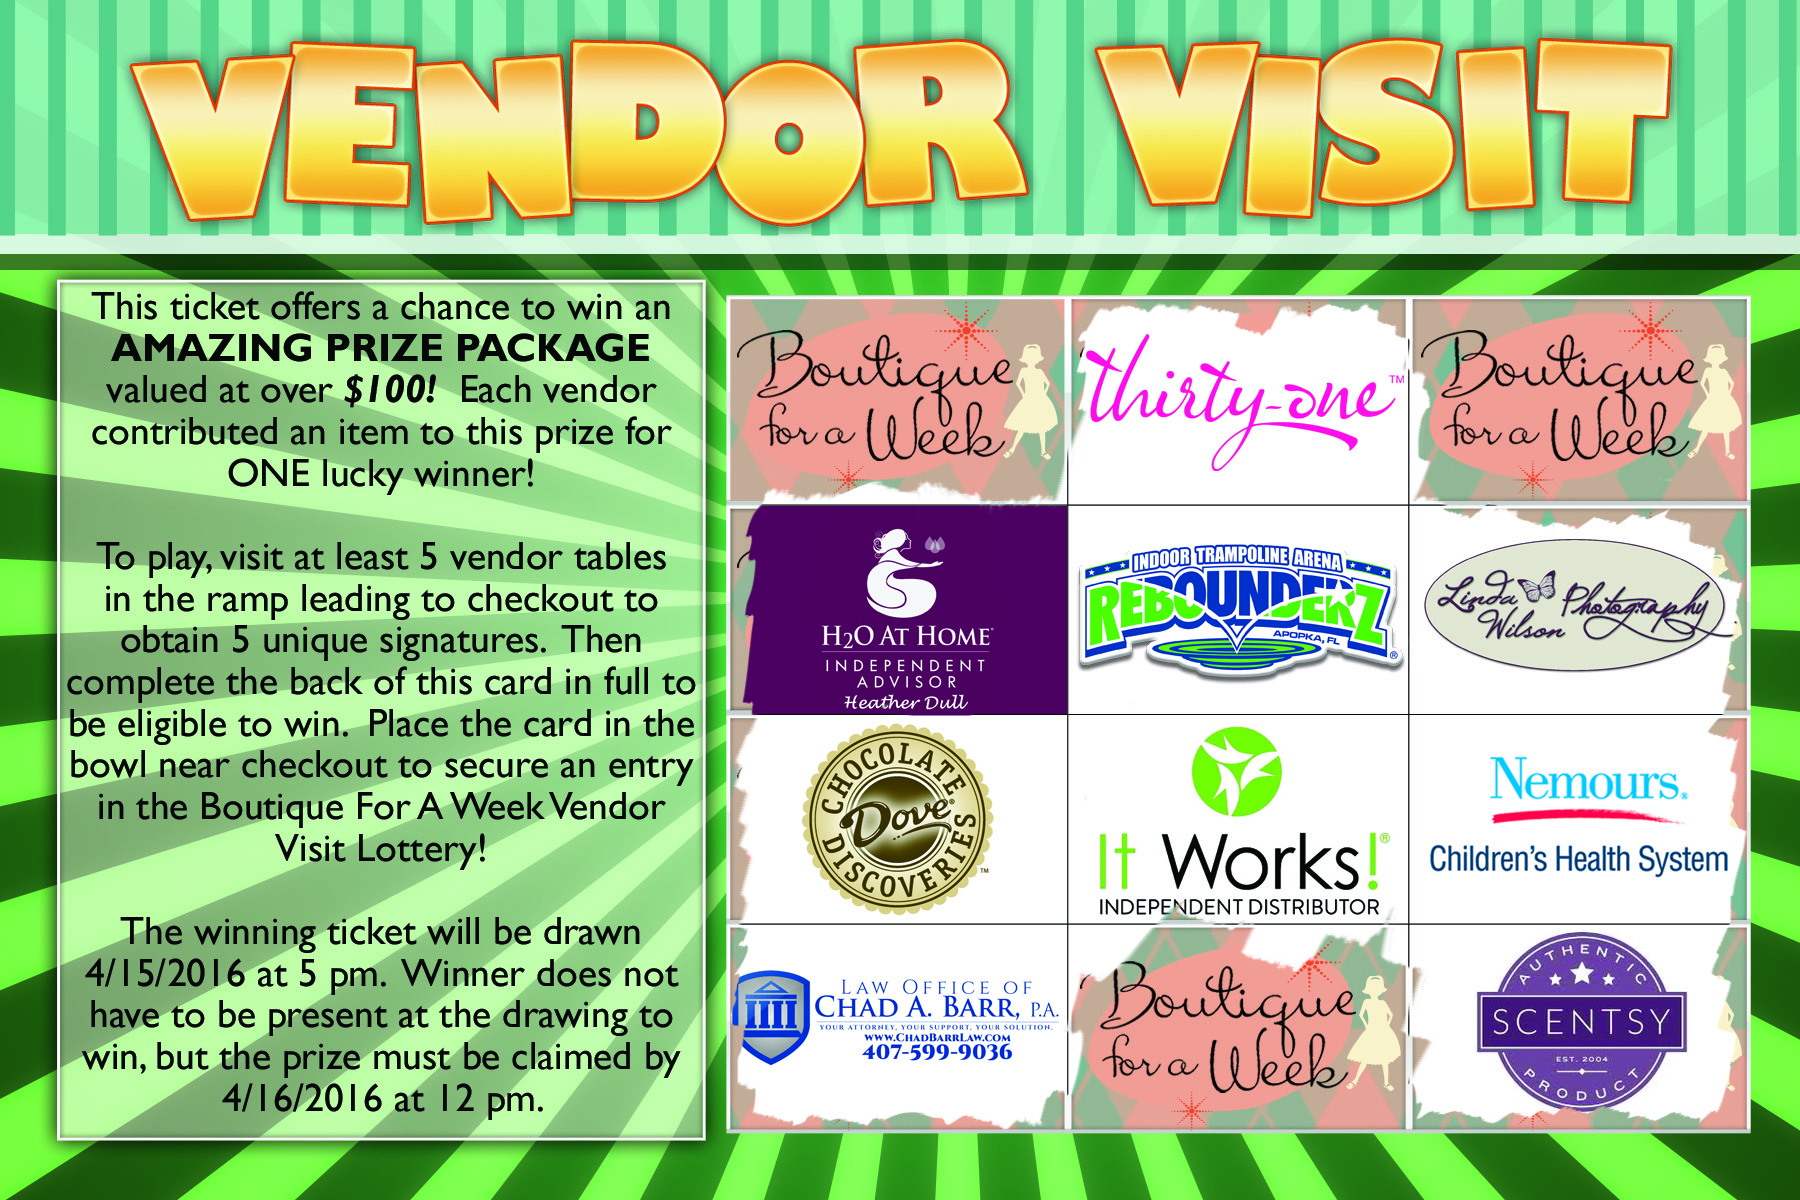 VENDOR VISIT
This ticket offers a chance to win an
AMAZING PRIZE PACKAGE
valued at over $100! Each vendor
contributed an item to this prize for
ONE lucky winner!
To play, visit at least 5 vendor tables
in the ramp leading to checkout to
obtain 5 unique signatures. Then
complete the back of this card in full to
be eligible to win. Place the card in the
bowl near checkout to secure an entry
in the Boutique For A Week Vendor
Visit Lottery!
The winning ticket will be drawn
4/15/2016 at 5 pm. Winner does not
have to be present at the drawing to
win, but the prize must be claimed by
4/16/2016 at 12 pm.
Boutique
for a Week
thirty-one™
Boutique
for a Week
H2O AT HOME®
INDEPENDENT
ADVISOR
Heather Dull
INDOOR TRAMPOLINE ARENA
REBOUNDERZ®
APOPKA, FL
Linda Wilson Photography
CHOCOLATE
Dove®
DISCOVERIES™
It Works!®
INDEPENDENT DISTRIBUTOR
Nemours®
Children's Health System
LAW OFFICE OF
CHAD A. BARR, P.A.
YOUR ATTORNEY. YOUR SUPPORT. YOUR SOLUTION.
WWW.CHADBARRLAW.COM
407-599-9036
Boutique
for a Week
AUTHENTIC
SCENTSY
EST. 2004
PRODUCT